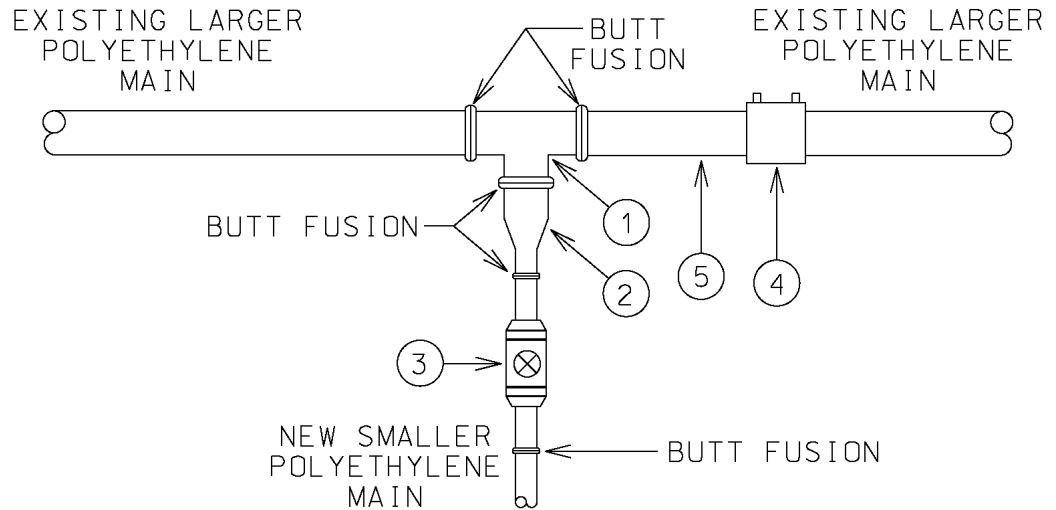 EXISTING LARGER
POLYETHYLENE
MAIN
BUTT
FUSION
EXISTING LARGER
POLYETHYLENE
MAIN
BUTT FUSION
1
2
5
4
3
NEW SMALLER
POLYETHYLENE
MAIN
BUTT FUSION